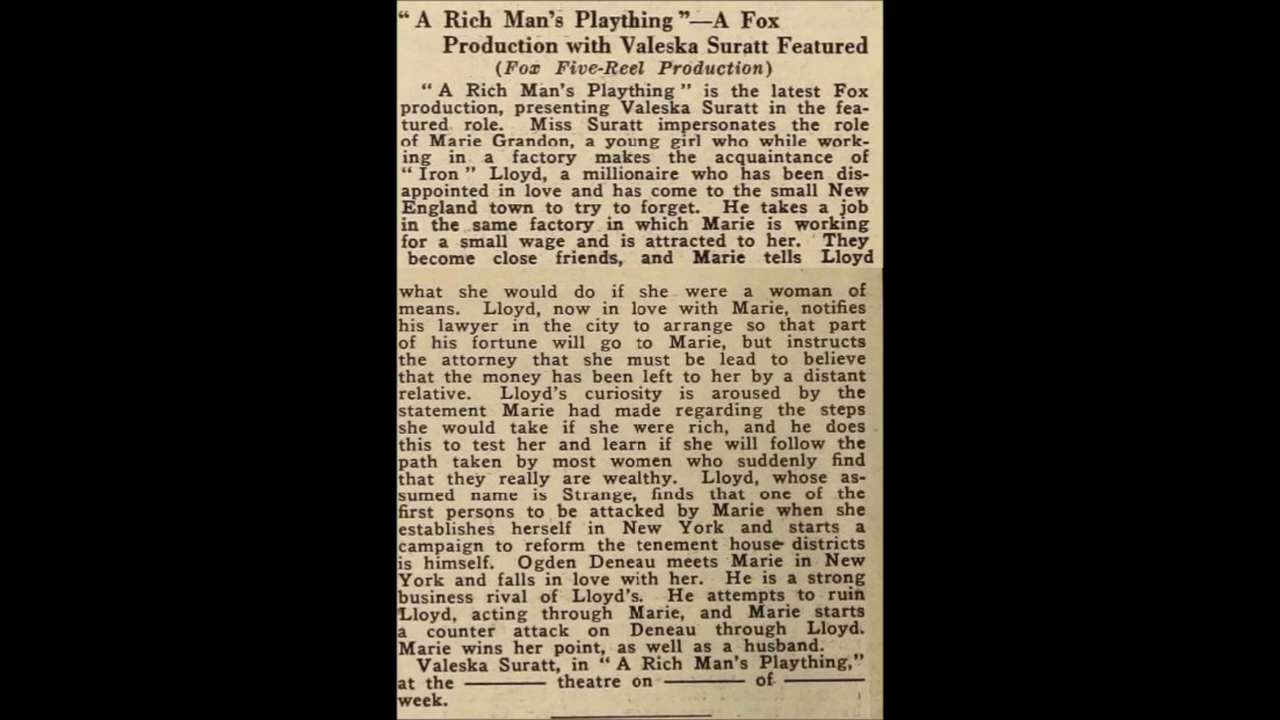 “ A Rich Man's Plaything ”—A Fox
Production with Valeska Suratt Featured
(Fox Five-Reel Production)
“ A Rich Man's Plaything ” is the latest Fox
production, presenting Valeska Suratt in the fea-
tured role. Miss Suratt impersonates the role
of Marie Grandon, a young girl who while work-
ing in a factory makes the acquaintance of
“ Iron ” Lloyd, a millionaire who has been dis-
appointed in love and has come to the small New
England town to try to forget. He takes a job
in the same factory in which Marie is working
for a small wage and is attracted to her. They
become close friends, and Marie tells Lloyd
what she would do if she were a woman of
means. Lloyd, now in love with Marie, notifies
his lawyer in the city to arrange so that part
of his fortune will go to Marie, but instructs
the attorney that she must be lead to believe
that the money has been left to her by a distant
relative. Lloyd's curiosity is aroused by the
statement Marie had made regarding the steps
she would take if she were rich, and he does
this to test her and learn if she will follow the
path taken by most women who suddenly find
that they really are wealthy. Lloyd, whose as-
sumed name is Strange, finds that one of the
first persons to be attacked by Marie when she
establishes herself in New York and starts a
campaign to reform the tenement house districts
is himself. Ogden Deneau meets Marie in New
York and falls in love with her. He is a strong
business rival of Lloyd's. He attempts to ruin
Lloyd, acting through Marie, and Marie starts
a counter attack on Deneau through Lloyd.
Marie wins her point, as well as a husband.
Valeska Suratt, in “ A Rich Man's Plaything,”
at the ——— theatre on ——— of ———
week.